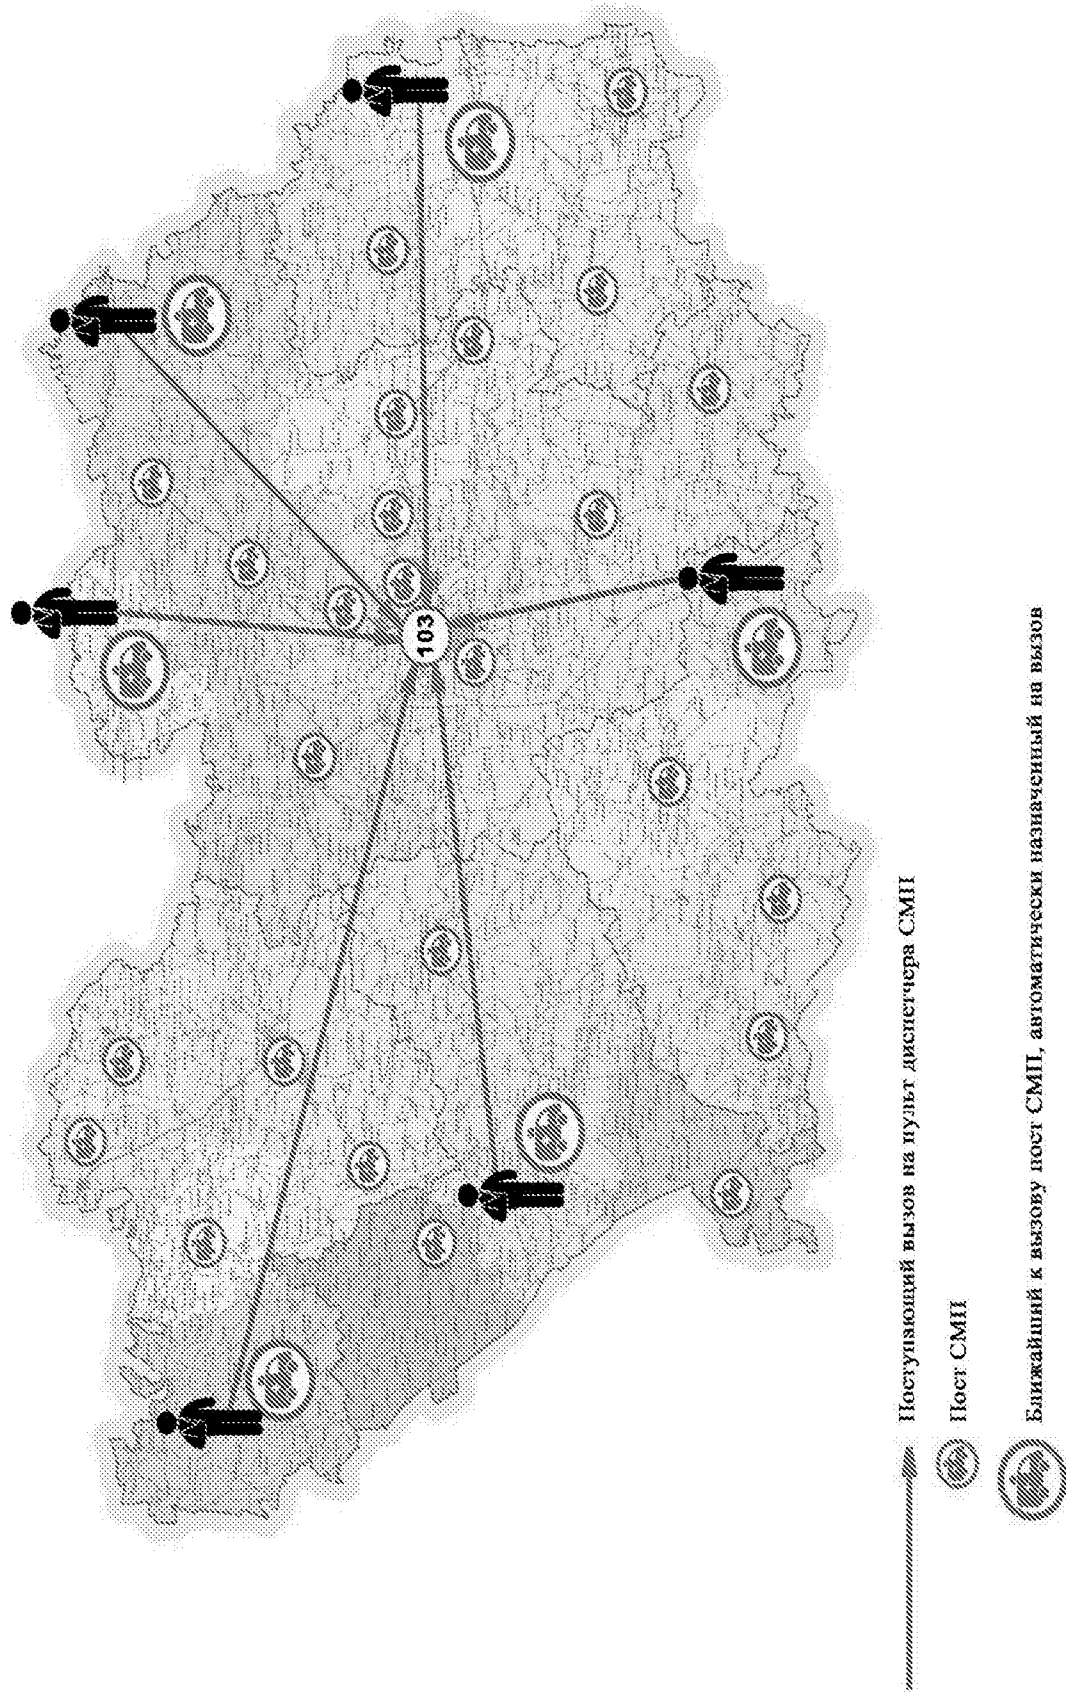 103
Поступающий вызов на пульт диспетчера СМП
Пост СМП
Ближайший к вызову пост СМП, автоматически назначенный на вызов